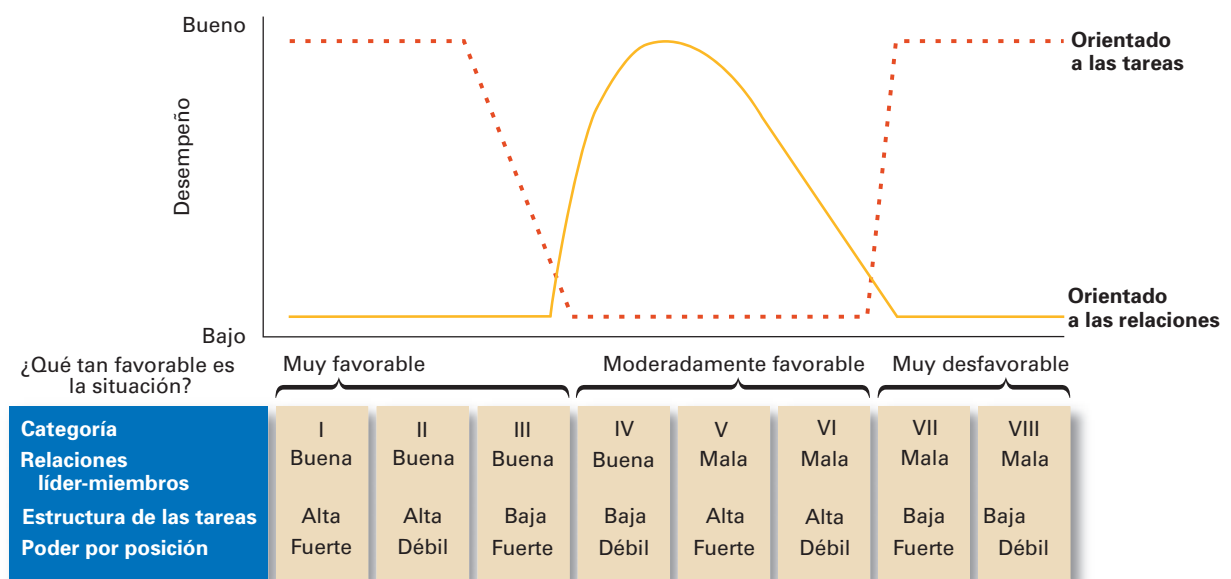 Bueno
Orientado
a las tareas
Desempeño
Orientado
a las relaciones
Bajo
¿Qué tan favorable es
la situación?
Muy favorable
Moderadamente favorable
Muy desfavorable
Categoría I II III IV V VI VII VIII
Relaciones
líder-miembros
Buena Buena Buena Buena Mala Mala Mala Mala
Estructura de las tareas Alta Alta Baja Baja Alta Alta Baja Baja
Poder por posición Fuerte Débil Fuerte Débil Fuerte Débil Fuerte Débil